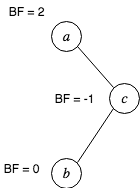 BF = 2
a
BF = -1
c
BF = 0
b